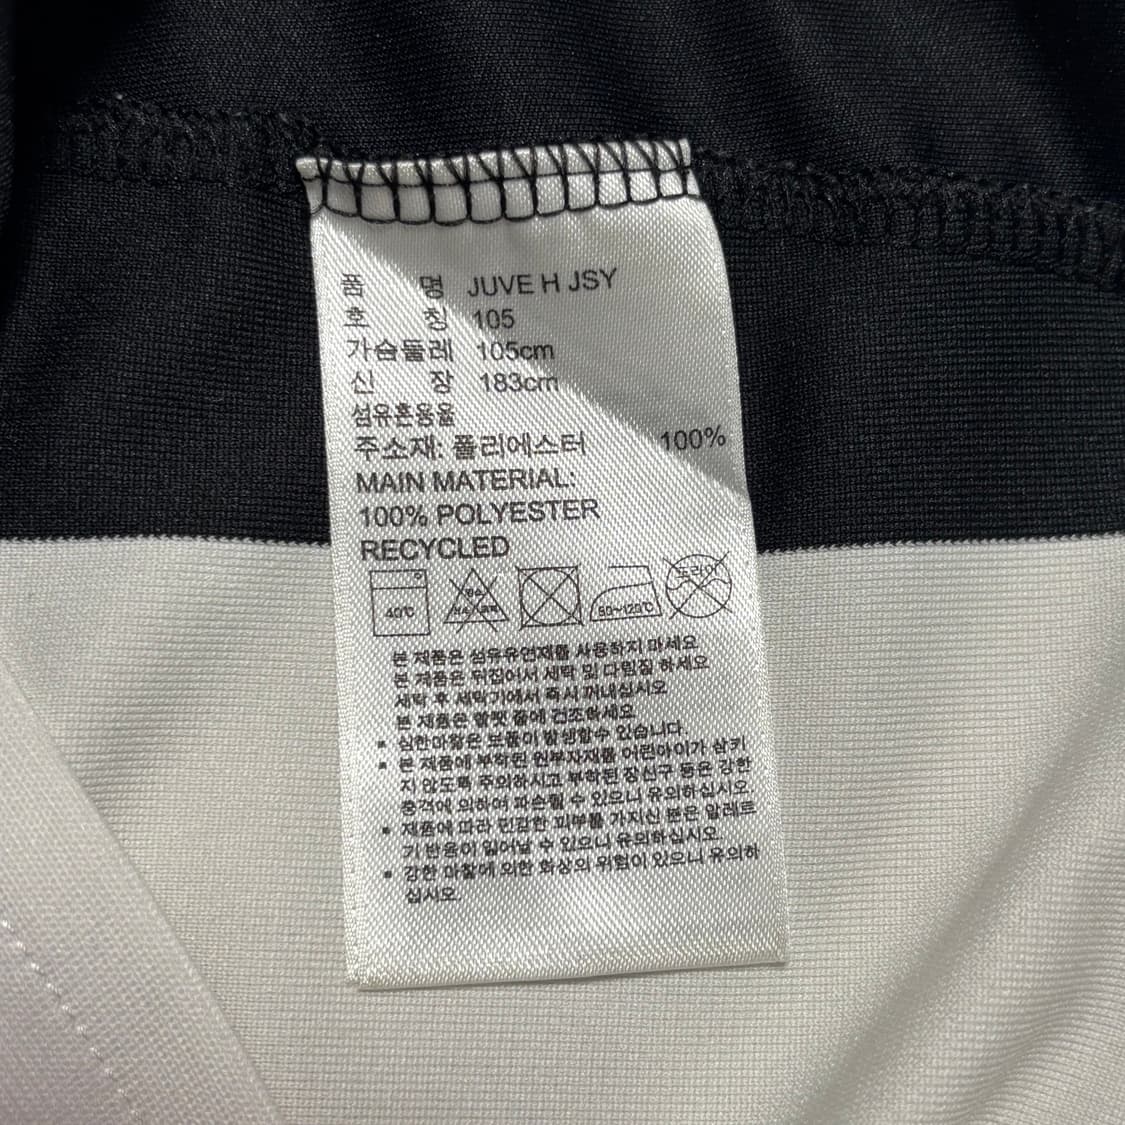 품 명 JUVE H JSY
호 칭 105
가슴둘레 105cm
신 장 183cm
섬유혼용율
주소재: 폴리에스터 100%
MAIN MATERIAL:
100% POLYESTER
RECYCLED
40℃ 염소 산소 표백 80~120℃ 드라이
본 제품은 섬유유연제를 사용하지 마세요
본 제품은 뒤집어서 세탁 및 다림질 하세요
세탁 후 세탁기에서 즉시 꺼내십시오
본 제품은 할랫 줄에 건조하세요
▪ 심한마찰은 보풀이 발생할수 있습니다.
▪ 본 제품에 부착된 원부자재를 어린아이가 삼키
지 않도록 주의하시고 부착된 장신구 등은 강한
충격에 의하여 파손될 수 있으니 유의하십시오.
▪ 제품에 따라 민감한 피부를 가지신 분은 알레르
기 반응이 일어날 수 있으니 유의하십시오.
▪ 강한 마찰에 의한 화상의 위험이 있으니 유의하
십시오.